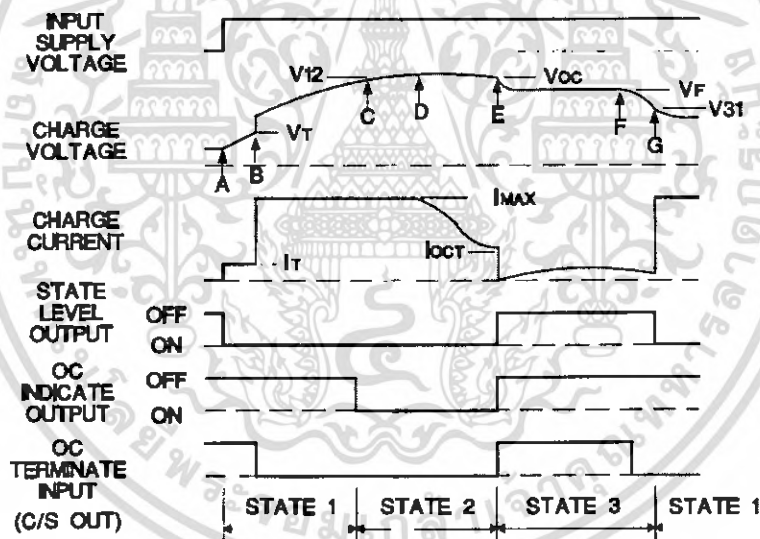 INPUT
SUPPLY
VOLTAGE
V12
VOC
VF
V31
CHARGE
VOLTAGE
VT
A
B
C
D
E
F
G
CHARGE
CURRENT
IMAX
IOCT
IT
STATE
LEVEL
OUTPUT
OFF
ON
OC
INDICATE
OUTPUT
OFF
ON
OC
TERMINATE
INPUT
(C/S OUT)
STATE 1
STATE 2
STATE 3
STATE 1